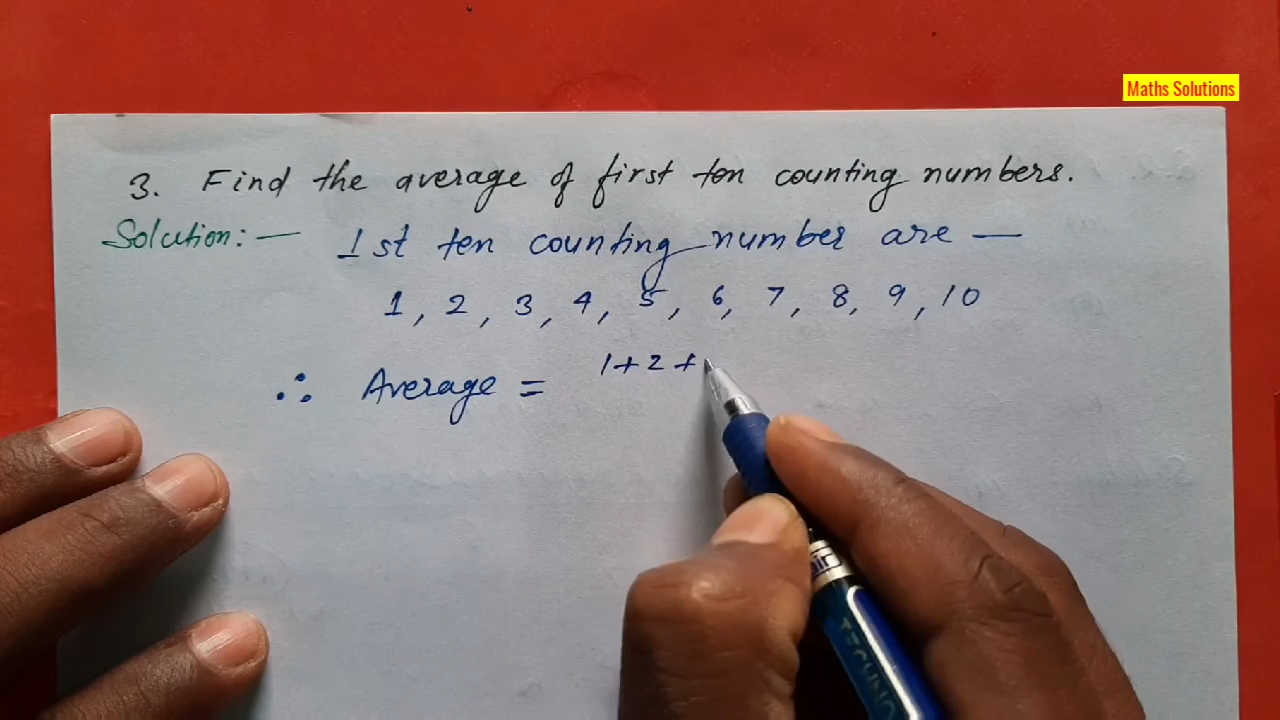 Maths Solutions
3. Find the average of first ten counting numbers.
Solution:— 1st ten counting number are —
1, 2, 3, 4, 5, 6, 7, 8, 9, 10
∴ Average = 1+2+
TECHNO